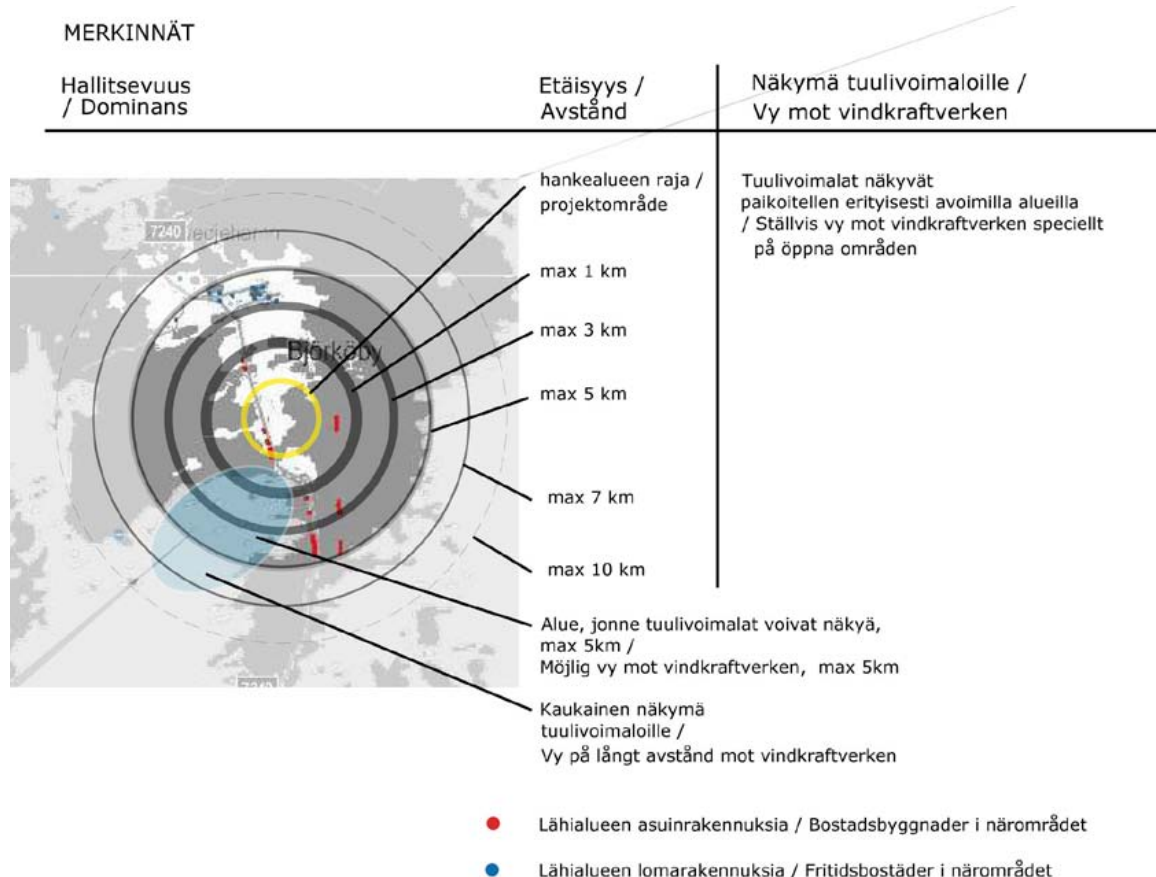 MERKINNÄT
Hallitsevuus
/ Dominans
Etäisyys /
Avstånd
Näkymä tuulivoimaloille /
Vy mot vindkraftverken
hankealueen raja /
projektområde
Tuulivoimalat näkyvät
paikoitellen erityisesti avoimilla alueilla
/ Ställvis vy mot vindkraftverken speciellt
på öppna områden
7240
max 1 km
max 3 km
Björköby
max 5 km
max 7 km
max 10 km
Alue, jonne tuulivoimalat voivat näkyä,
max 5km /
Möjlig vy mot vindkraftverken, max 5km
7240
Kaukainen näkymä
tuulivoimaloille /
Vy på långt avstånd mot vindkraftverken
Lähialueen asuinrakennuksia / Bostadsbyggnader i närområdet
Lähialueen lomarakennuksia / Fritidsbostäder i närområdet